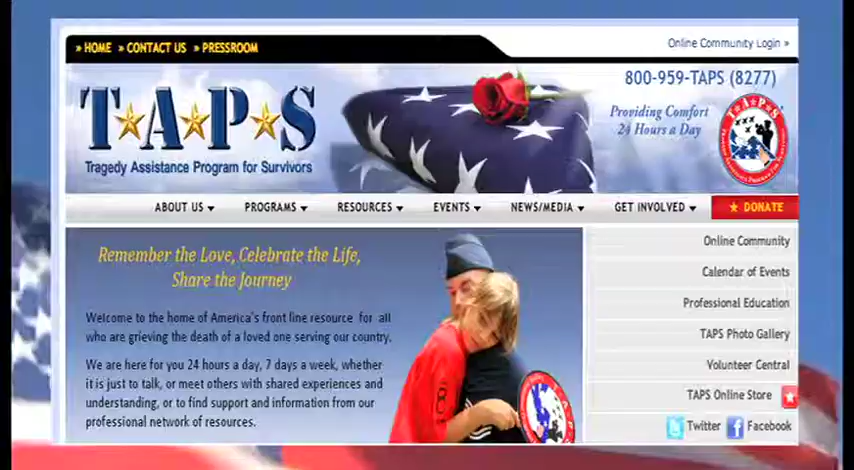 » HOME » CONTACT US » PRESSROOM
Online Community Login »
800-959-TAPS (8277)
T★A★P★S
Tragedy Assistance Program for Survivors
Providing Comfort
24 Hours a Day
T★A★P★S
ABOUT US PROGRAMS RESOURCES EVENTS NEWS/MEDIA GET INVOLVED ★ DONATE
Remember the Love, Celebrate the Life,
Share the Journey
Welcome to the home of America's front line resource for all
who are grieving the death of a loved one serving our country.
We are here for you 24 hours a day, 7 days a week, whether
it is just to talk, or meet others with shared experiences and
understanding, or to find support and information from our
professional network of resources.
Online Community
Calendar of Events
Professional Education
TAPS Photo Gallery
Volunteer Central
TAPS Online Store
Twitter Facebook